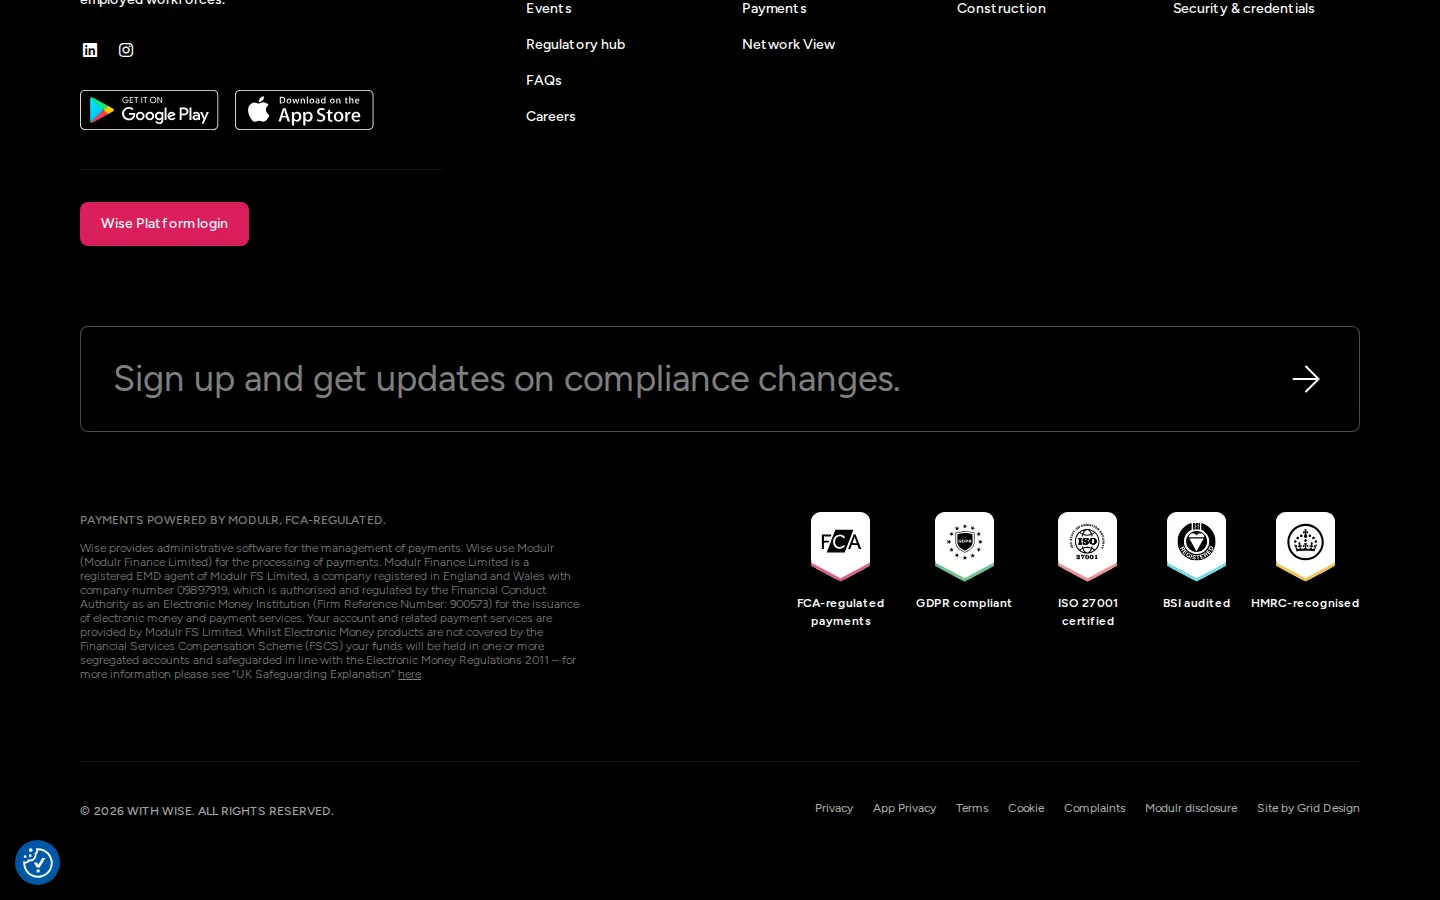 employed workforces.
Events
Payments
Construction
Security & credentials
Regulatory hub
Network View
FAQs
Careers
GET IT ON
Google Play
Download on the
App Store
Wise Platform login
Sign up and get updates on compliance changes.
PAYMENTS POWERED BY MODULR, FCA-REGULATED.
Wise provides administrative software for the management of payments. Wise use Modulr
(Modulr Finance Limited) for the processing of payments. Modulr Finance Limited is a
registered EMD agent of Modulr FS Limited, a company registered in England and Wales with
company number 09897919, which is authorised and regulated by the Financial Conduct
Authority as an Electronic Money Institution (Firm Reference Number: 900573) for the issuance
of electronic money and payment services. Your account and related payment services are
provided by Modulr FS Limited. Whilst Electronic Money products are not covered by the
Financial Services Compensation Scheme (FSCS) your funds will be held in one or more
segregated accounts and safeguarded in line with the Electronic Money Regulations 2011 – for
more information please see “UK Safeguarding Explanation” here.
FCA
FCA-regulated
payments
GDPR
GDPR compliant
ISO
27001
ISO 27001
certified
BSI
REGISTERED
BSI audited
HMRC-recognised
© 2026 WITH WISE. ALL RIGHTS RESERVED.
Privacy
App Privacy
Terms
Cookie
Complaints
Modulr disclosure
Site by Grid Design